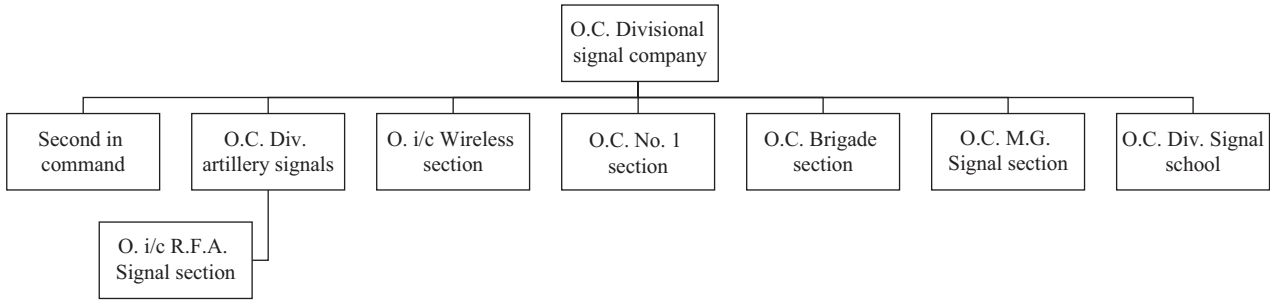 O.C. Divisional
signal company
Second in
command
O.C. Div.
artillery signals
O. i/c Wireless
section
O.C. No. 1
section
O.C. Brigade
section
O.C. M.G.
Signal section
O.C. Div. Signal
school
O. i/c R.F.A.
Signal section